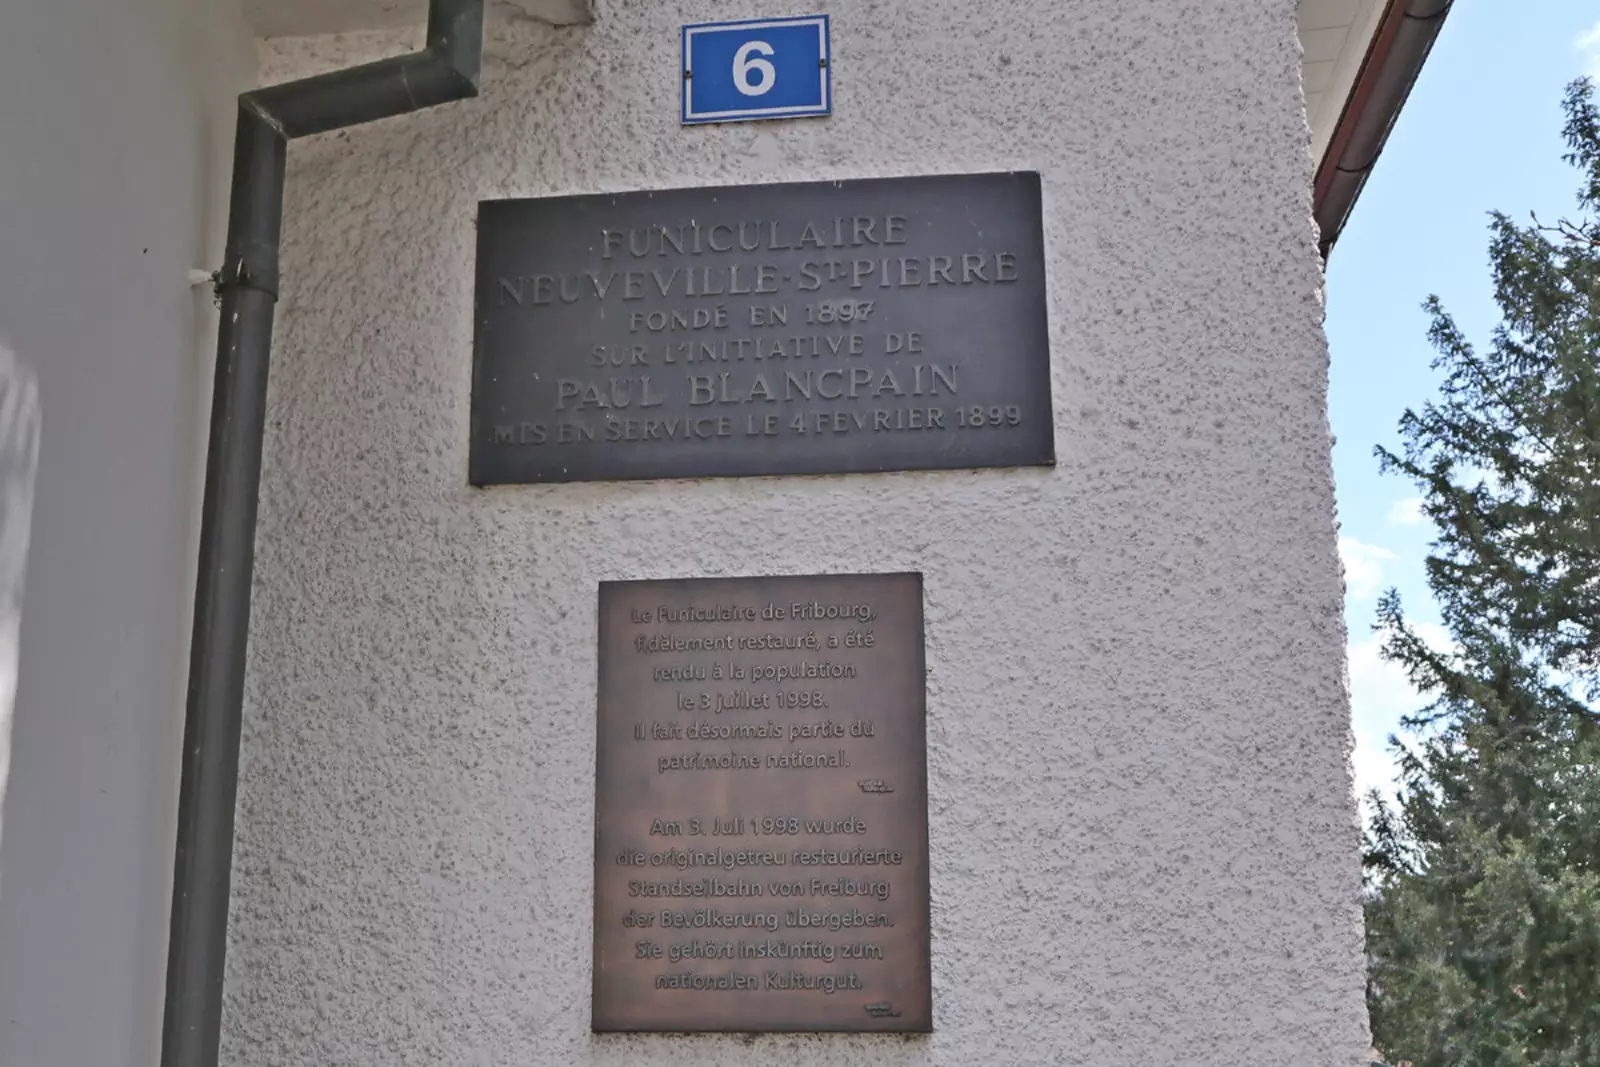 6
FUNICULAIRE
NEUVEVILLE-ST-PIERRE
FONDÉ EN 1897
SUR L'INITIATIVE DE
PAUL BLANCPAIN
MIS EN SERVICE LE 4 FEVRIER 1899
Le Funiculaire de Fribourg,
fidèlement restauré, a été
rendu à la population
le 3 juillet 1998.
Il fait désormais partie du
patrimoine national.
Am 3. Juli 1998 wurde
die originalgetreu restaurierte
Standseilbahn von Freiburg
der Bevölkerung übergeben.
Sie gehört inskünftig zum
nationalen Kulturgut.